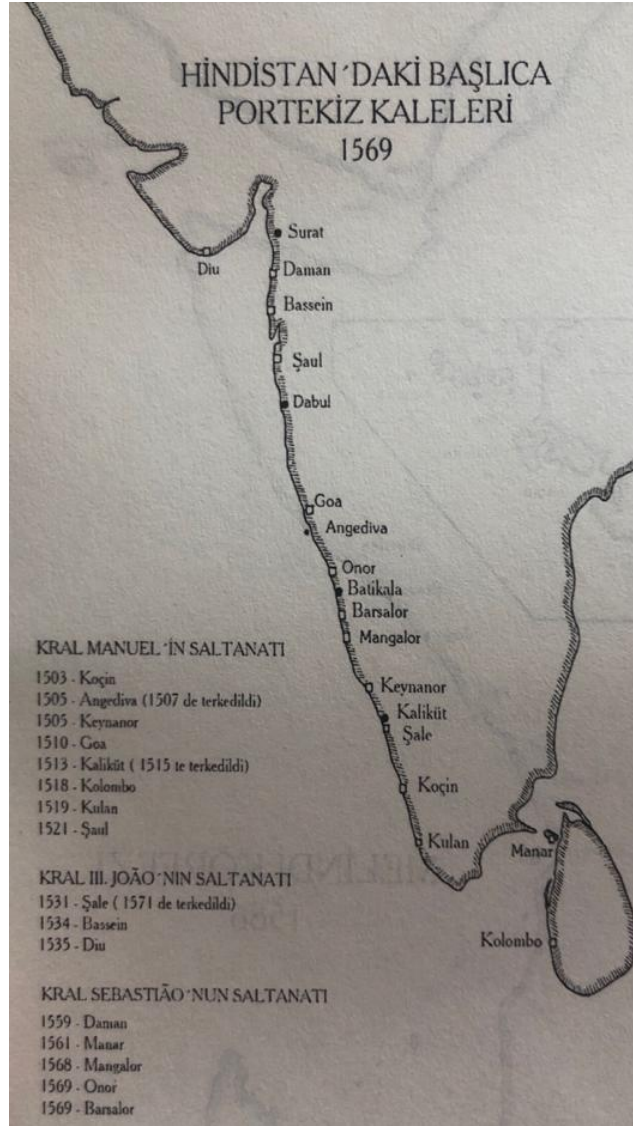 HİNDİSTAN´DAKİ BAŞLICA
PORTEKİZ KALELERİ
1569
Surat
Diu
Daman
Bassein
Şaul
Dabul
Goa
Angediva
Onor
Batikala
Barsalor
Mangalor
Keynanor
Kaliküt
Şale
Koçin
Kulan
Manar
Kolombo
KRAL MANUEL´İN SALTANATI
1503 - Koçin
1505 - Angediva (1507 de terkedildi)
1505 - Keynanor
1510 - Goa
1513 - Kaliküt ( 1515 te terkedildi)
1518 - Kolombo
1519 - Kulan
1521 - Şaul
KRAL III. JOÃO´NIN SALTANATI
1531 - Şale ( 1571 de terkedildi)
1534 - Bassein
1535 - Diu
KRAL SEBASTIÃO´NUN SALTANATI
1559 - Daman
1561 - Manar
1568 - Mangalor
1569 - Onor
1569 - Barsalor